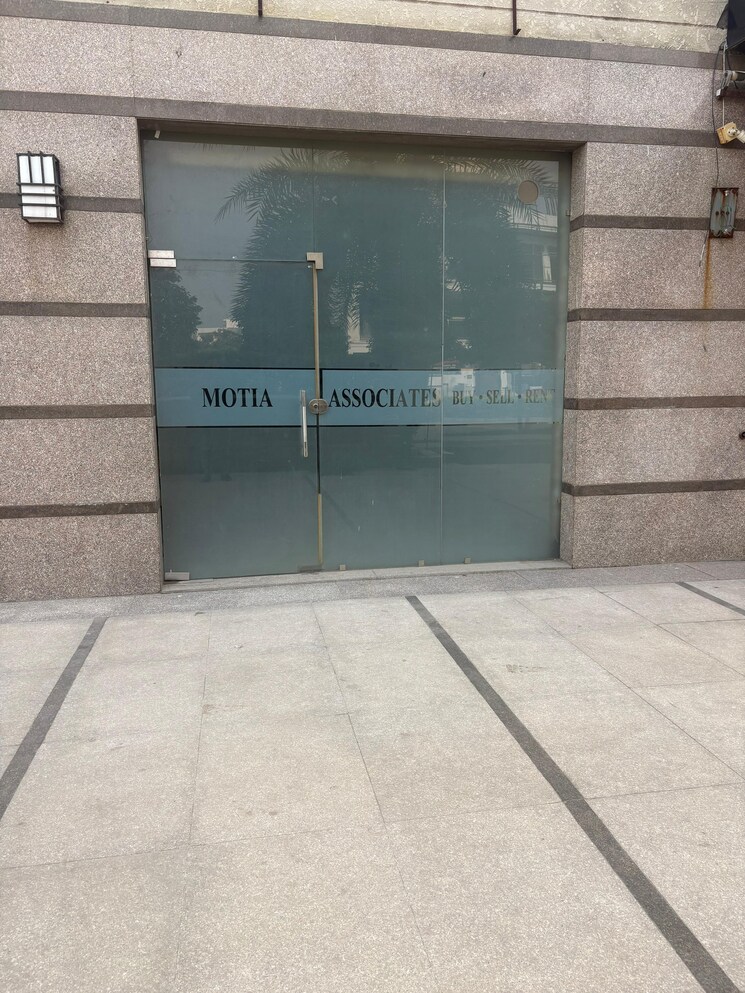 MOTIA ASSOCIATES BUY • SELL • RENT